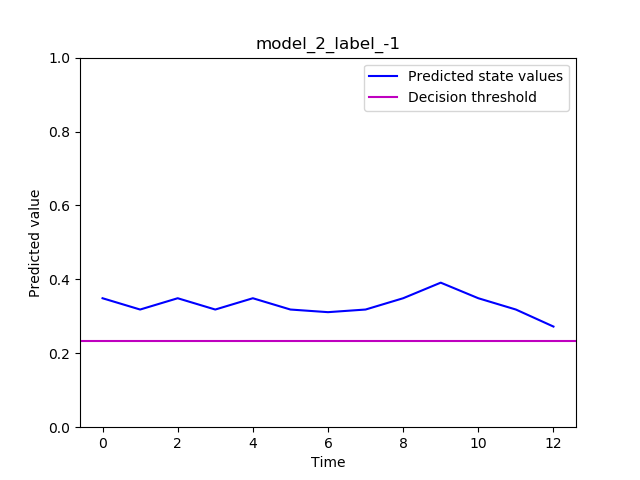 model_2_label_-1
Predicted state values
Decision threshold
Predicted value
1.0
0.8
0.6
0.4
0.2
0.0
0 2 4 6 8 10 12
Time